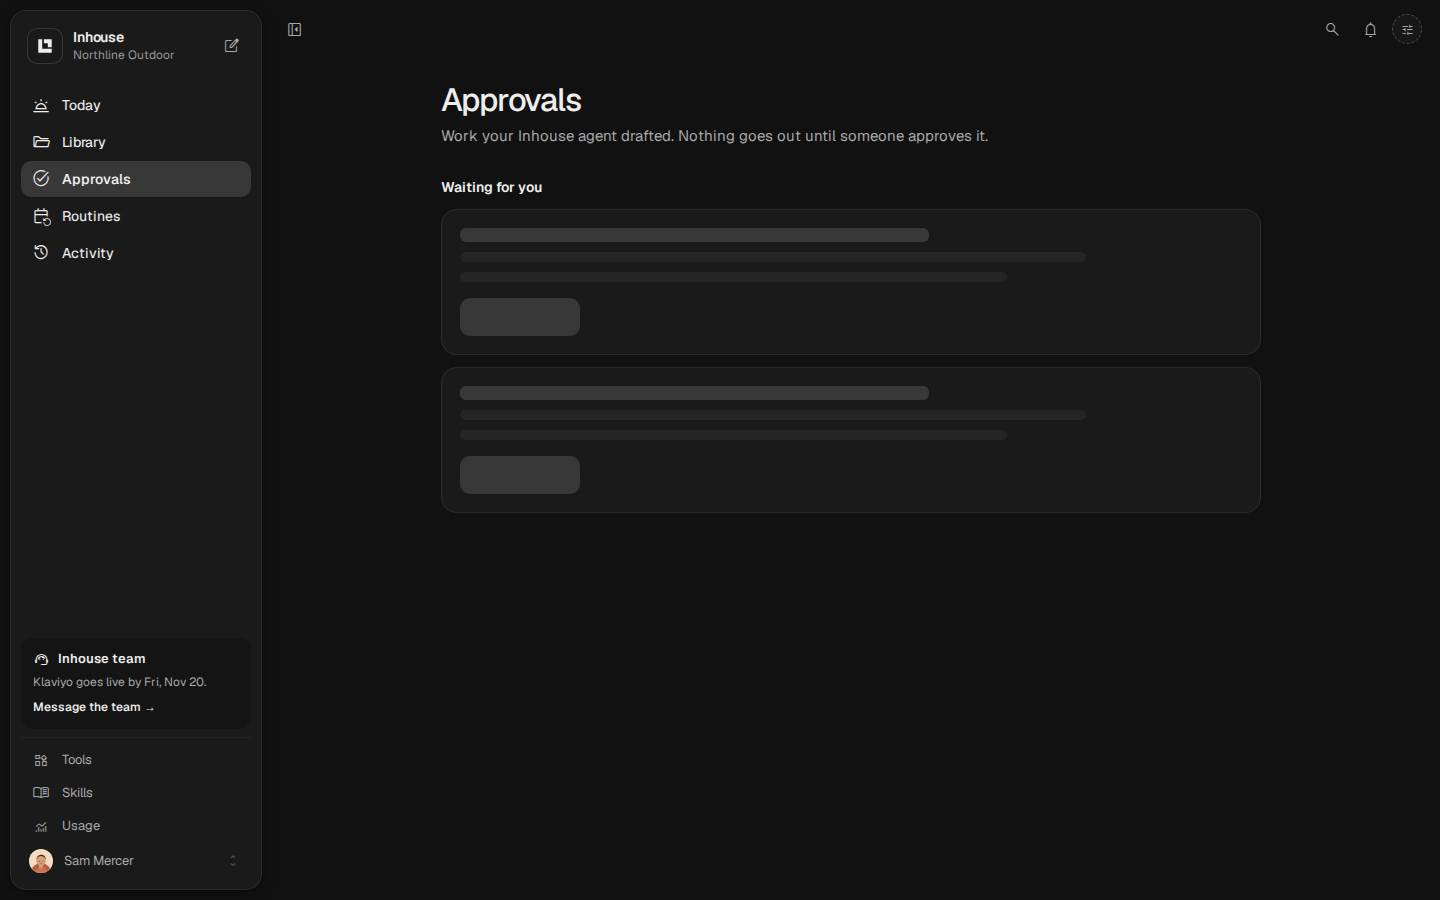 Inhouse
Northline Outdoor
Today
Library
Approvals
Routines
Activity
Inhouse team
Klaviyo goes live by Fri, Nov 20.
Message the team →
Tools
Skills
Usage
Sam Mercer
Approvals
Work your Inhouse agent drafted. Nothing goes out until someone approves it.
Waiting for you